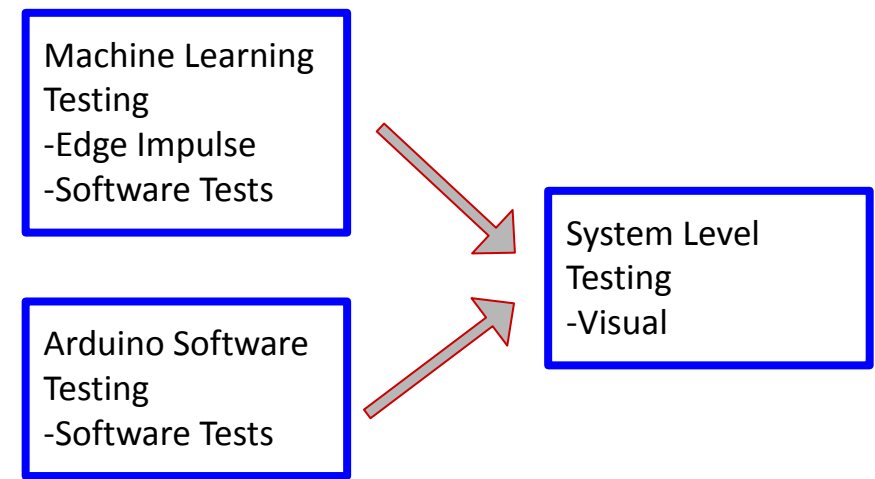 Machine Learning
Testing
-Edge Impulse
-Software Tests
Arduino Software
Testing
-Software Tests
System Level
Testing
-Visual